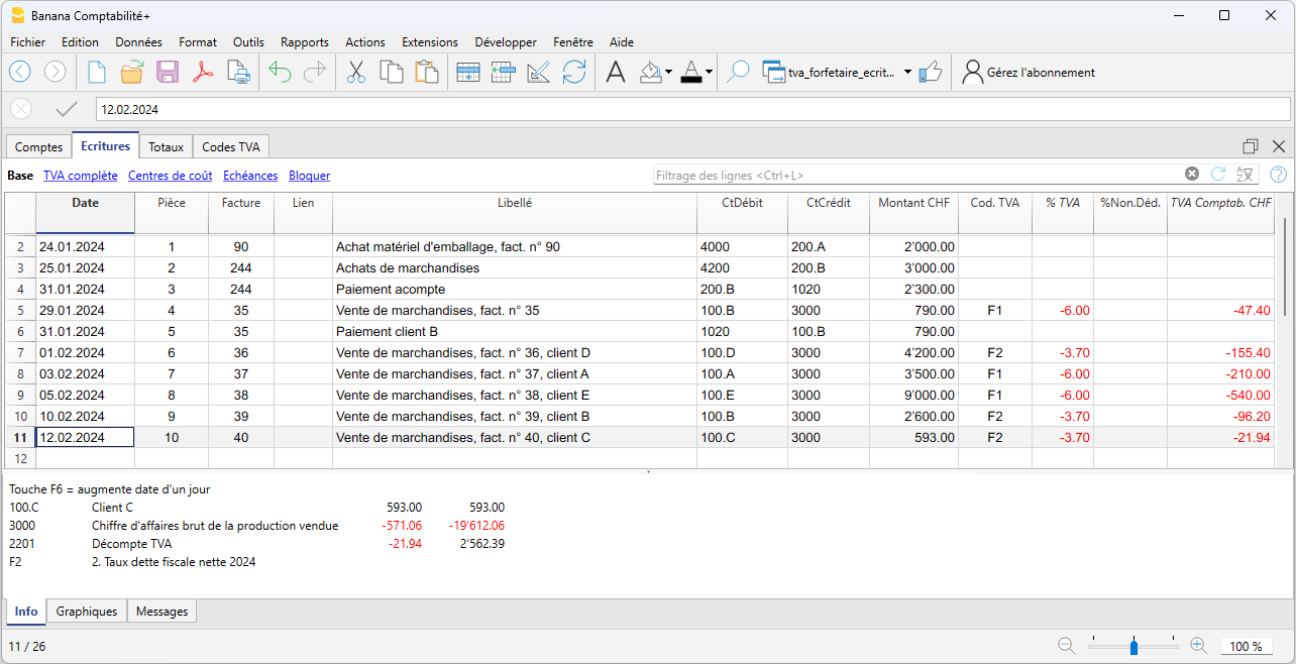 Banana Comptabilité+
Fichier Edition Données Format Outils Rapports Actions Extensions Développer Fenêtre Aide
tva_forfetaire_ecrit... Gérez l'abonnement
12.02.2024
Comptes Ecritures Totaux Codes TVA
Base TVA complète Centres de coût Echéances Bloquer Filtrage des lignes <Ctrl+L>
Date Pièce Facture Lien Libellé CtDébit CtCrédit Montant CHF Cod. TVA % TVA %Non.Déd. TVA Comptab. CHF
2 24.01.2024 1 90 Achat matériel d'emballage, fact. n° 90 4000 200.A 2'000.00
3 25.01.2024 2 244 Achats de marchandises 4200 200.B 3'000.00
4 31.01.2024 3 244 Paiement acompte 200.B 1020 2'300.00
5 29.01.2024 4 35 Vente de marchandises, fact. n° 35 100.B 3000 790.00 F1 -6.00 -47.40
6 31.01.2024 5 35 Paiement client B 1020 100.B 790.00
7 01.02.2024 6 36 Vente de marchandises, fact. n° 36, client D 100.D 3000 4'200.00 F2 -3.70 -155.40
8 03.02.2024 7 37 Vente de marchandises, fact. n° 37, client A 100.A 3000 3'500.00 F1 -6.00 -210.00
9 05.02.2024 8 38 Vente de marchandises, fact. n° 38, client E 100.E 3000 9'000.00 F1 -6.00 -540.00
10 10.02.2024 9 39 Vente de marchandises, fact. n° 39, client B 100.B 3000 2'600.00 F2 -3.70 -96.20
11 12.02.2024 10 40 Vente de marchandises, fact. n° 40, client C 100.C 3000 593.00 F2 -3.70 -21.94
12
Touche F6 = augmente date d'un jour
100.C Client C 593.00 593.00
3000 Chiffre d'affaires brut de la production vendue -571.06 -19'612.06
2201 Décompte TVA -21.94 2'562.39
F2 2. Taux dette fiscale nette 2024
Info Graphiques Messages
11 / 26 100 %